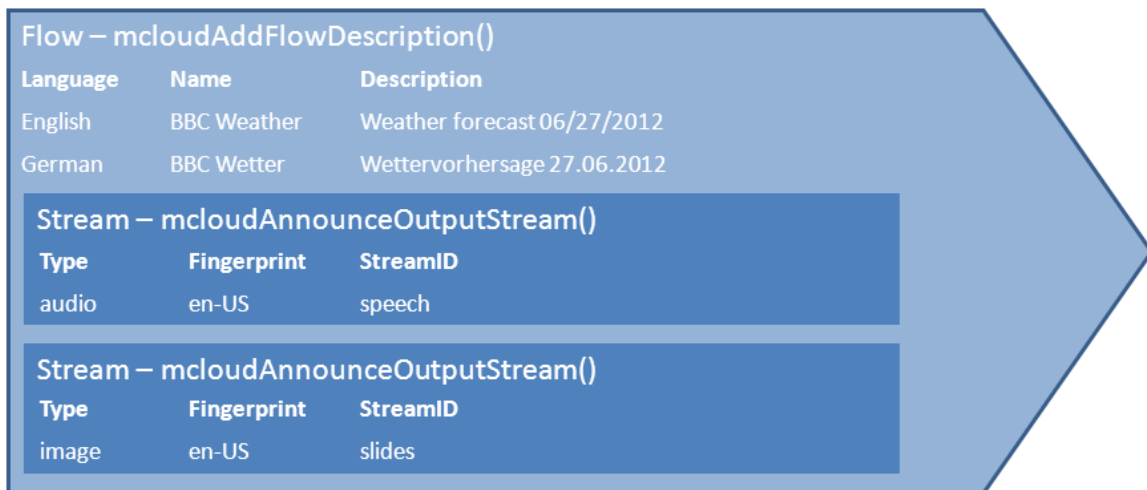 Flow – mcloudAddFlowDescription()
Language Name Description
English BBC Weather Weather forecast 06/27/2012
German BBC Wetter Wettervorhersage 27.06.2012
Stream – mcloudAnnounceOutputStream()
Type Fingerprint StreamID
audio en-US speech
Stream – mcloudAnnounceOutputStream()
Type Fingerprint StreamID
image en-US slides